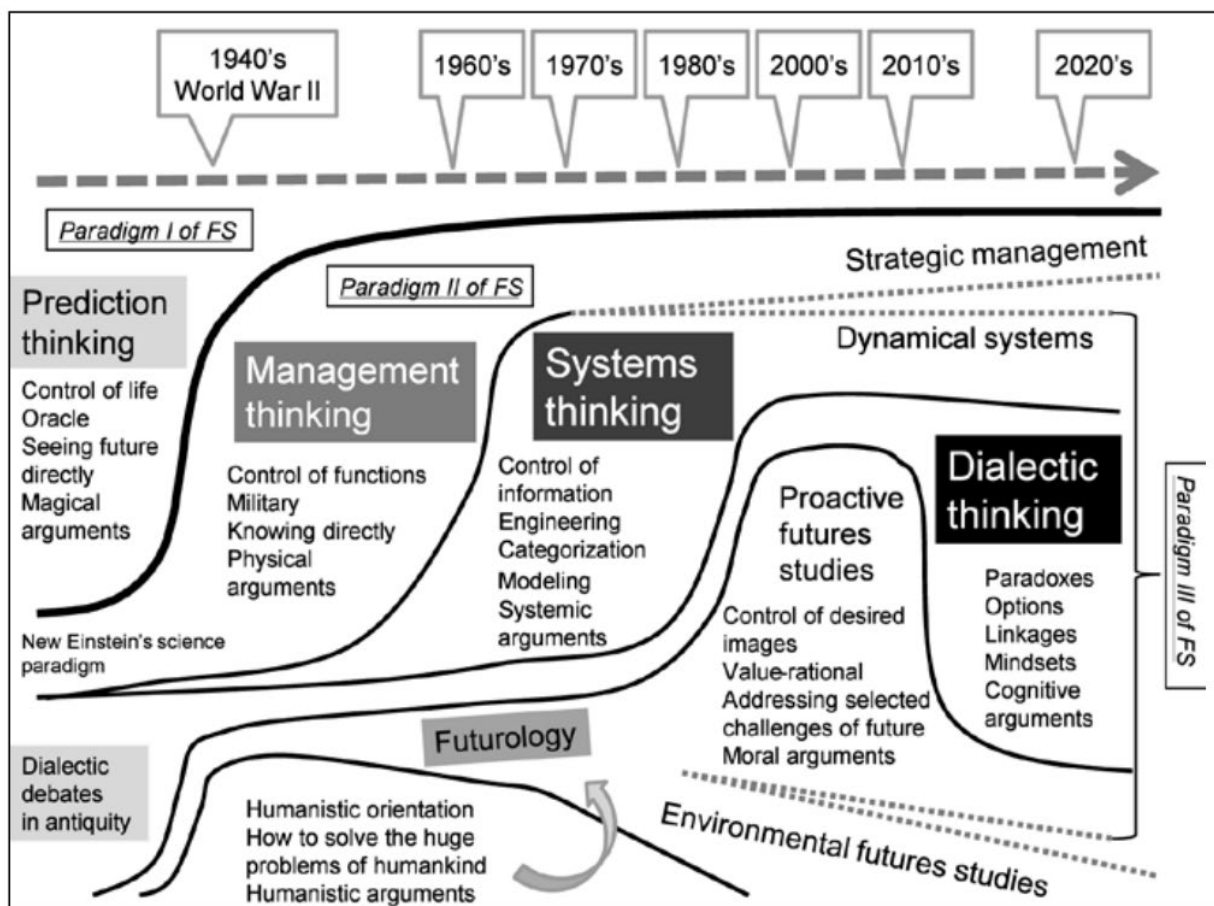 1940's
World War II
1960's
1970's
1980's
2000's
2010's
2020's
Paradigm I of FS
Paradigm II of FS
Strategic management
Dynamical systems
Prediction
thinking
Control of life
Oracle
Seeing future
directly
Magical
arguments
Management
thinking
Control of functions
Military
Knowing directly
Physical
arguments
Systems
thinking
Control of
information
Engineering
Categorization
Modeling
Systemic
arguments
Proactive
futures
studies
Control of desired
images
Value-rational
Addressing selected
challenges of future
Moral arguments
Dialectic
thinking
Paradoxes
Options
Linkages
Mindsets
Cognitive
arguments
Paradigm III of FS
New Einstein's science
paradigm
Dialectic
debates
in antiquity
Futurology
Humanistic orientation
How to solve the huge
problems of humankind
Humanistic arguments
Environmental futures studies